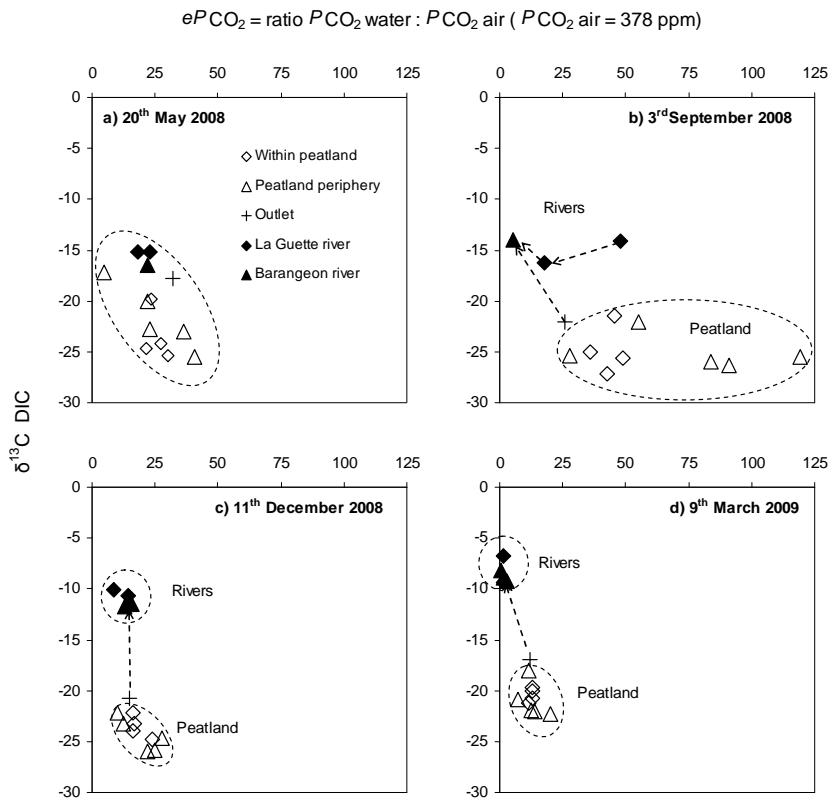 ePCO₂ = ratio PCO₂ water : PCO₂ air ( PCO₂ air = 378 ppm)
0 25 50 75 100 125
0 25 50 75 100 125
0
-5
-10
-15
-20
-25
-30
a) 20th May 2008
Within peatland
Peatland periphery
Outlet
La Guette river
Barangeon river
0
-5
-10
-15
-20
-25
-30
b) 3rdSeptember 2008
Rivers
Peatland
δ13C DIC
0 25 50 75 100 125
0 25 50 75 100 125
0
-5
-10
-15
-20
-25
-30
c) 11th December 2008
Rivers
Peatland
0
-5
-10
-15
-20
-25
-30
d) 9th March 2009
Rivers
Peatland